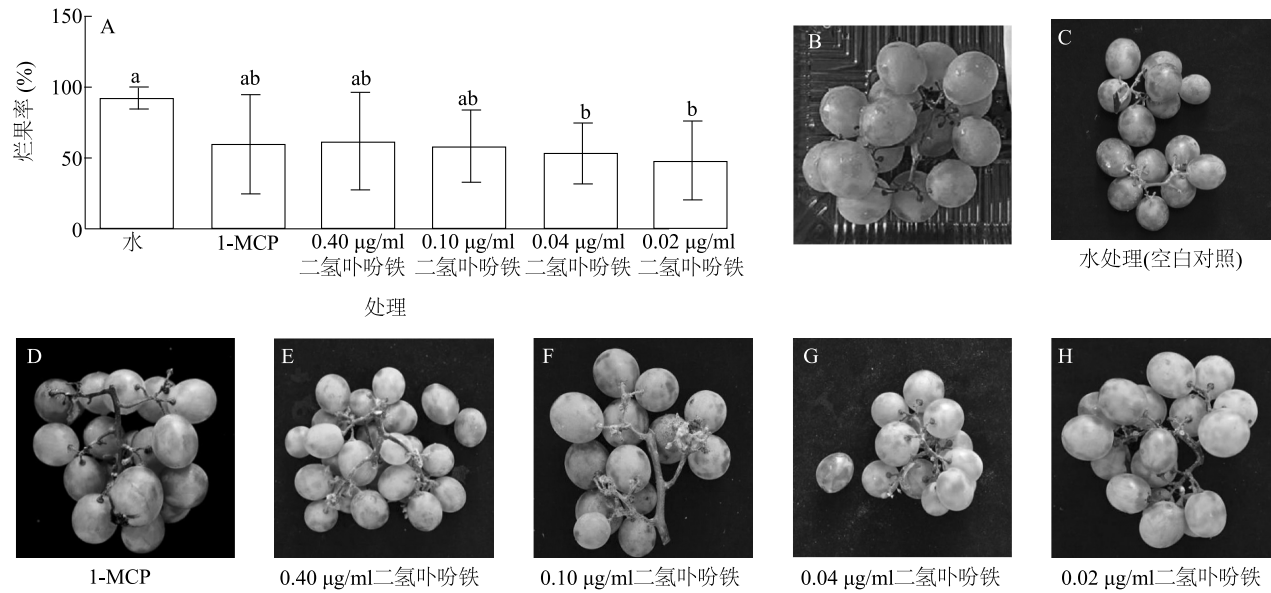 A
烂果率 (%)
150
100
50
0
a
ab
ab
ab
b
b
水
1-MCP
0.40 μg/ml
二氢卟吩铁
0.10 μg/ml
二氢卟吩铁
0.04 μg/ml
二氢卟吩铁
0.02 μg/ml
二氢卟吩铁
处理
B
C
水处理(空白对照)
D
1-MCP
E
0.40 μg/ml二氢卟吩铁
F
0.10 μg/ml二氢卟吩铁
G
0.04 μg/ml二氢卟吩铁
H
0.02 μg/ml二氢卟吩铁